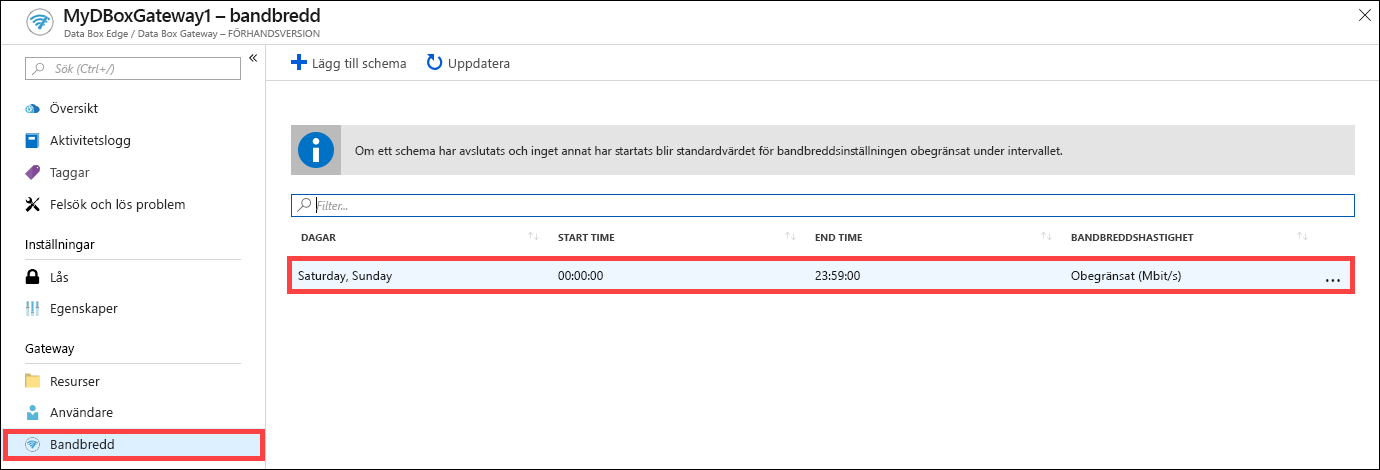 MyDBoxGateway1 – bandbredd
Data Box Edge / Data Box Gateway – FÖRHANDSVERSION
Sök (Ctrl+/)
Översikt
Aktivitetslogg
Taggar
Felsök och lös problem
Inställningar
Lås
Egenskaper
Gateway
Resurser
Användare
Bandbredd
Lägg till schema
Uppdatera
Om ett schema har avslutats och inget annat har startats blir standardvärdet för bandbreddsinställningen obegränsat under intervallet.
Filter...
DAGAR START TIME END TIME BANDBREDDSHASTIGHET
Saturday, Sunday 00:00:00 23:59:00 Obegränsat (Mbit/s) ...